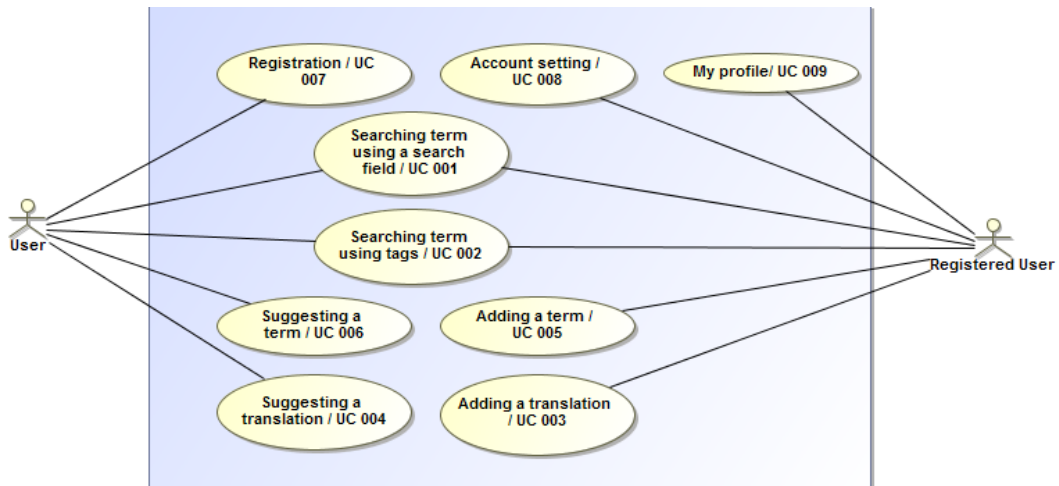 Registration / UC
007
Account setting /
UC 008
My profile/ UC 009
Searching term
using a search
field / UC 001
User
Searching term
using tags / UC 002
Registered User
Suggesting a
term / UC 006
Adding a term /
UC 005
Suggesting a
translation / UC 004
Adding a translation
/ UC 003